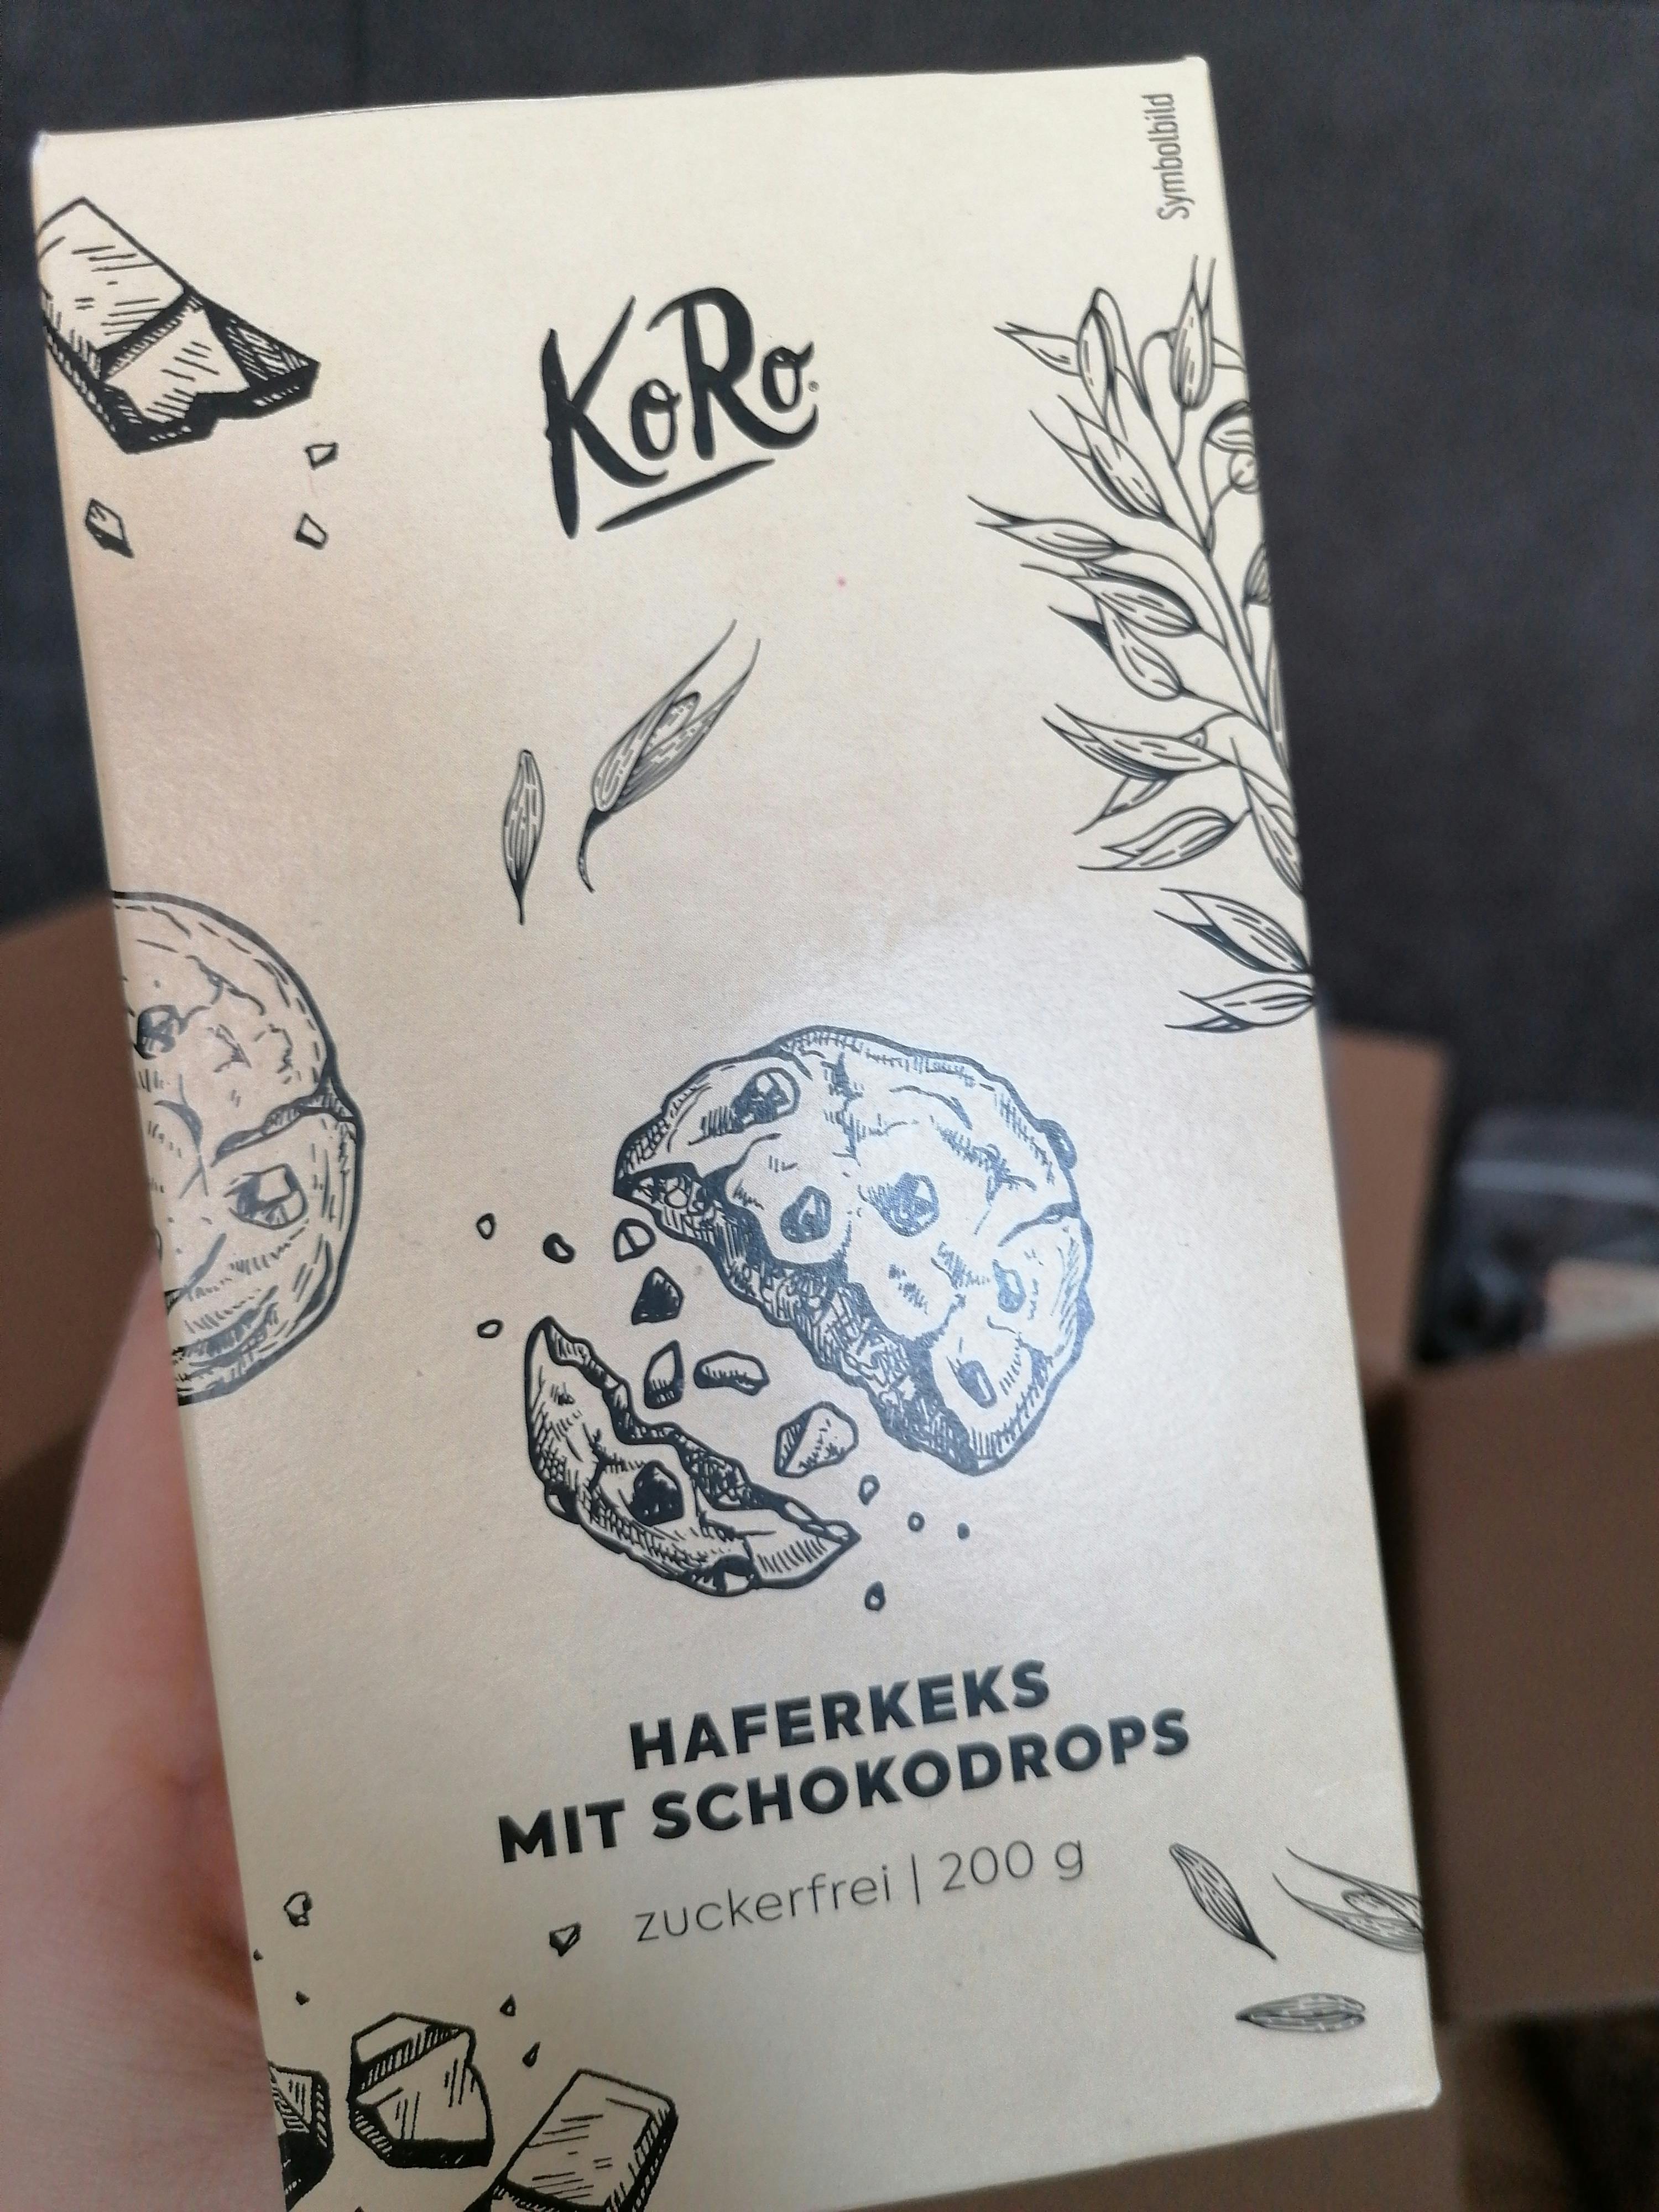 Symbolbild
KoRo
HAFERKEKS
MIT SCHOKODROPS
zuckerfrei | 200 g